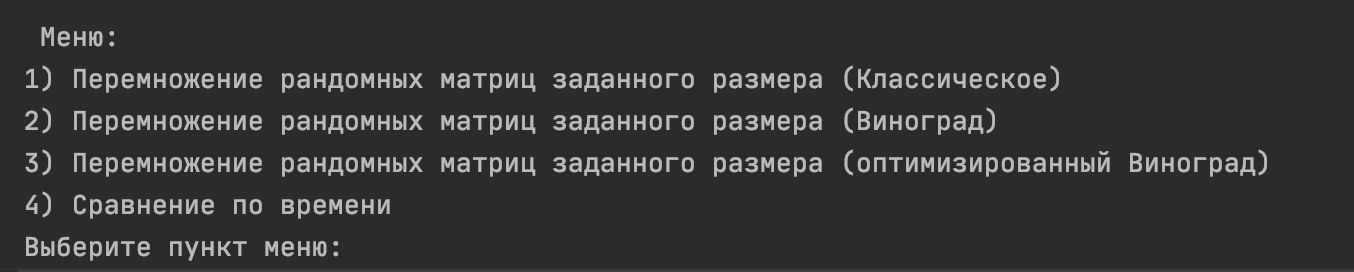 Меню:
1) Перемножение рандомных матриц заданного размера (Классическое)
2) Перемножение рандомных матриц заданного размера (Виноград)
3) Перемножение рандомных матриц заданного размера (оптимизированный Виноград)
4) Сравнение по времени
Выберите пункт меню: